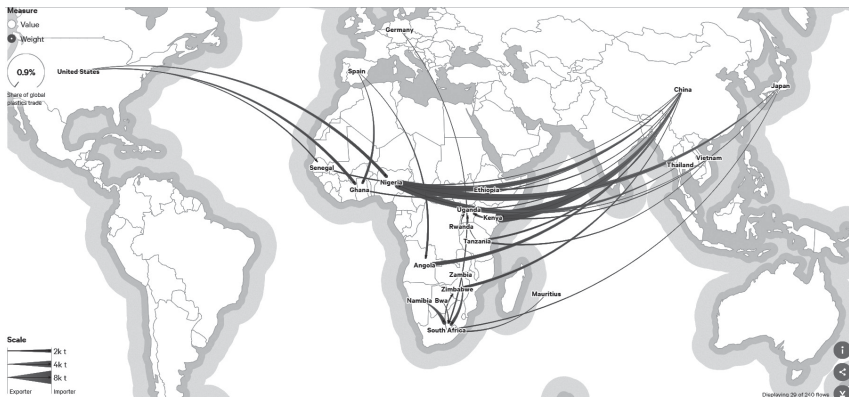 Measure
Value
Weight
0.9%
Share of global
plastics trade
Germany
United States
Spain
China
Japan
Vietnam
Thailand
Senegal
Nigeria
Ghana
Ethiopia
Uganda
Kenya
Rwanda
Tanzania
Angola
Zambia
Zimbabwe
Mauritius
Namibia Bwa
South Africa
Scale
2k t
4k t
8k t
Exporter Importer
Displaying 29 of 240 flows